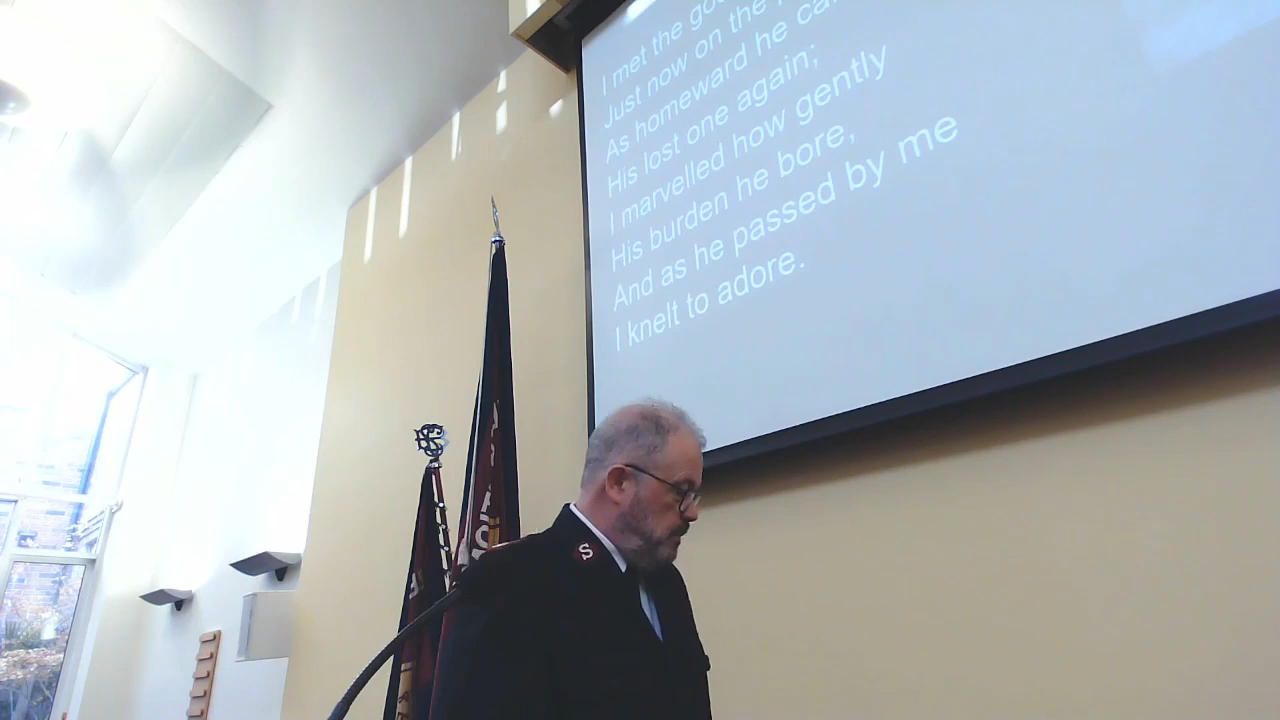 I met the
Just now on the
As homeward he
His lost one again;
I marvelled how gently
His burden he bore,
And as he passed by me
I knelt to adore.
S